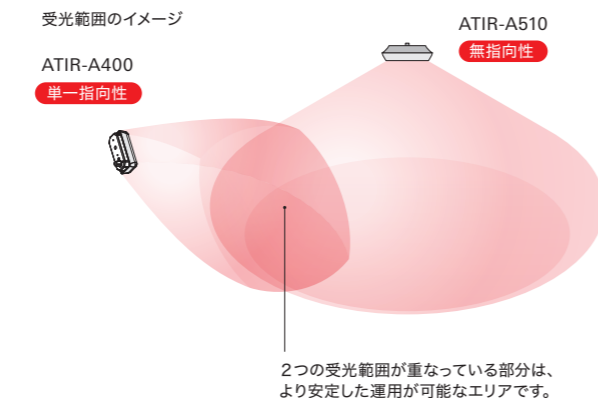 受光範囲のイメージ
ATIR-A510
無指向性
ATIR-A400
単一指向性
2つの受光範囲が重なっている部分は、
より安定した運用が可能なエリアです。